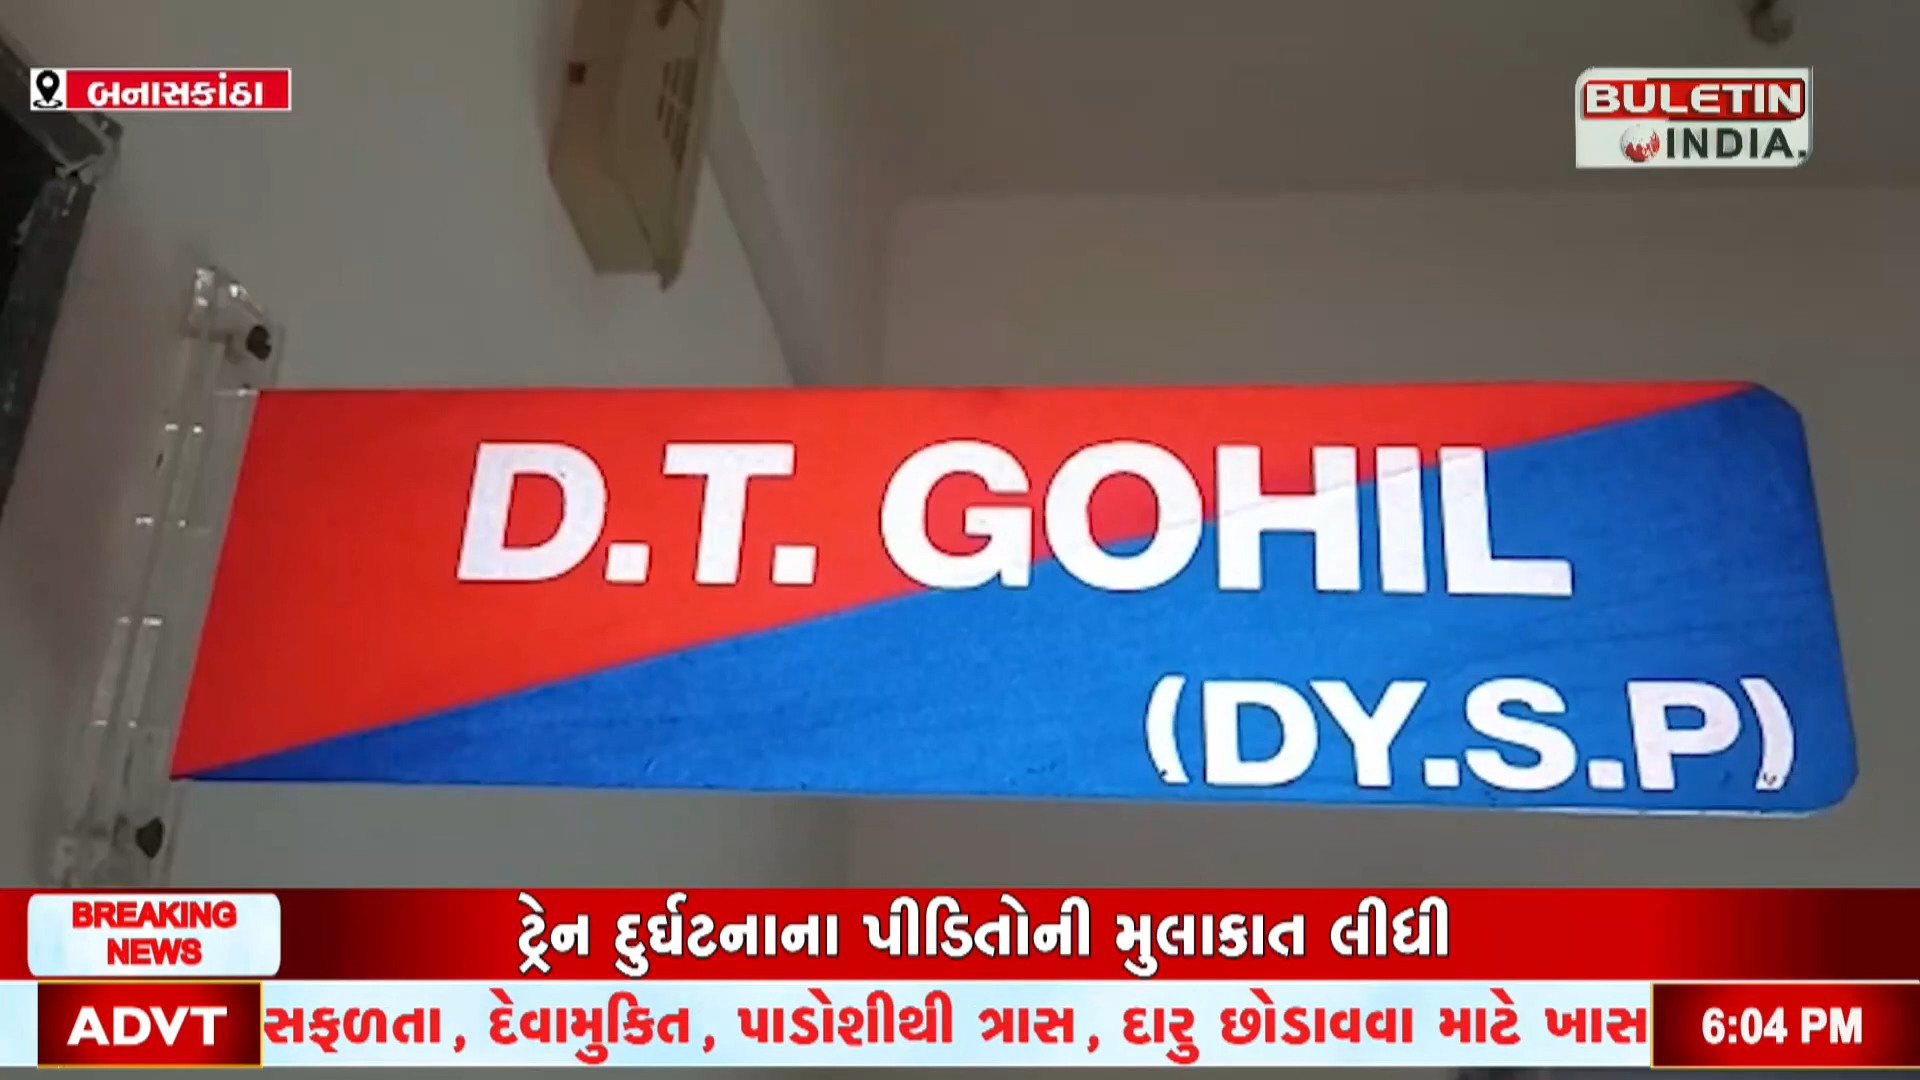 બનાસકાંઠા
BULETIN
INDIA.
D.T. GOHIL
(DY.S.P)
BREAKING
NEWS
ટ્રેન દુર્ઘટનાના પીડિતોની મુલાકાત લીધી
ADVT
સફળતા, દેવામુકિત, પાડોશીથી ત્રાસ, દારુ છોડાવવા માટે ખાસ
6:04 PM